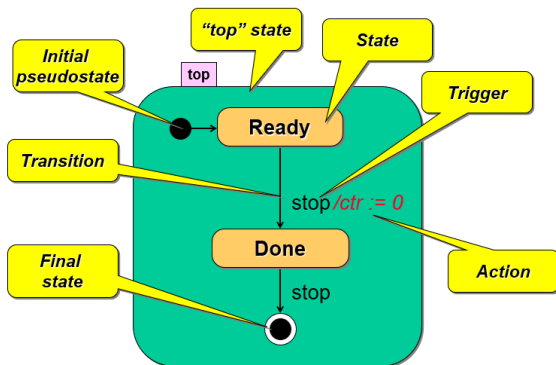 “top” state
State
Initial
pseudostate
top
Trigger
Ready
Transition
stop /ctr := 0
Done
Final
state
Action
stop